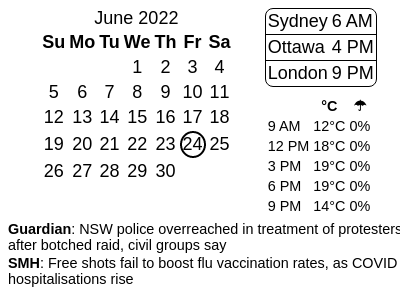 June 2022
Su Mo Tu We Th Fr Sa
1 2 3 4
5 6 7 8 9 10 11
12 13 14 15 16 17 18
19 20 21 22 23 24 25
26 27 28 29 30
Sydney 6 AM
Ottawa 4 PM
London 9 PM
°C ☂
9 AM 12°C 0%
12 PM 18°C 0%
3 PM 19°C 0%
6 PM 19°C 0%
9 PM 14°C 0%
Guardian: NSW police overreached in treatment of protesters
after botched raid, civil groups say
SMH: Free shots fail to boost flu vaccination rates, as COVID
hospitalisations rise